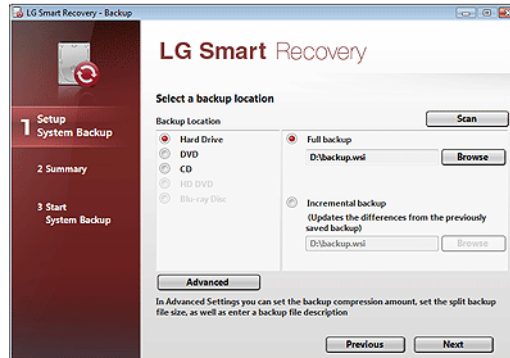 LG Smart Recovery - Backup
LG Smart Recovery
1 Setup
System Backup
2 Summary
3 Start
System Backup
Select a backup location
Backup Location
Scan
Hard Drive
DVD
CD
HD DVD
Blu-ray Disc
Full backup
D:\backup.wsi
Browse
Incremental backup
(Updates the differences from the previously
saved backup)
D:\backup.wsi
Browse
Advanced
In Advanced Settings you can set the backup compression amount, set the split backup
file size, as well as enter a backup file description
Previous
Next